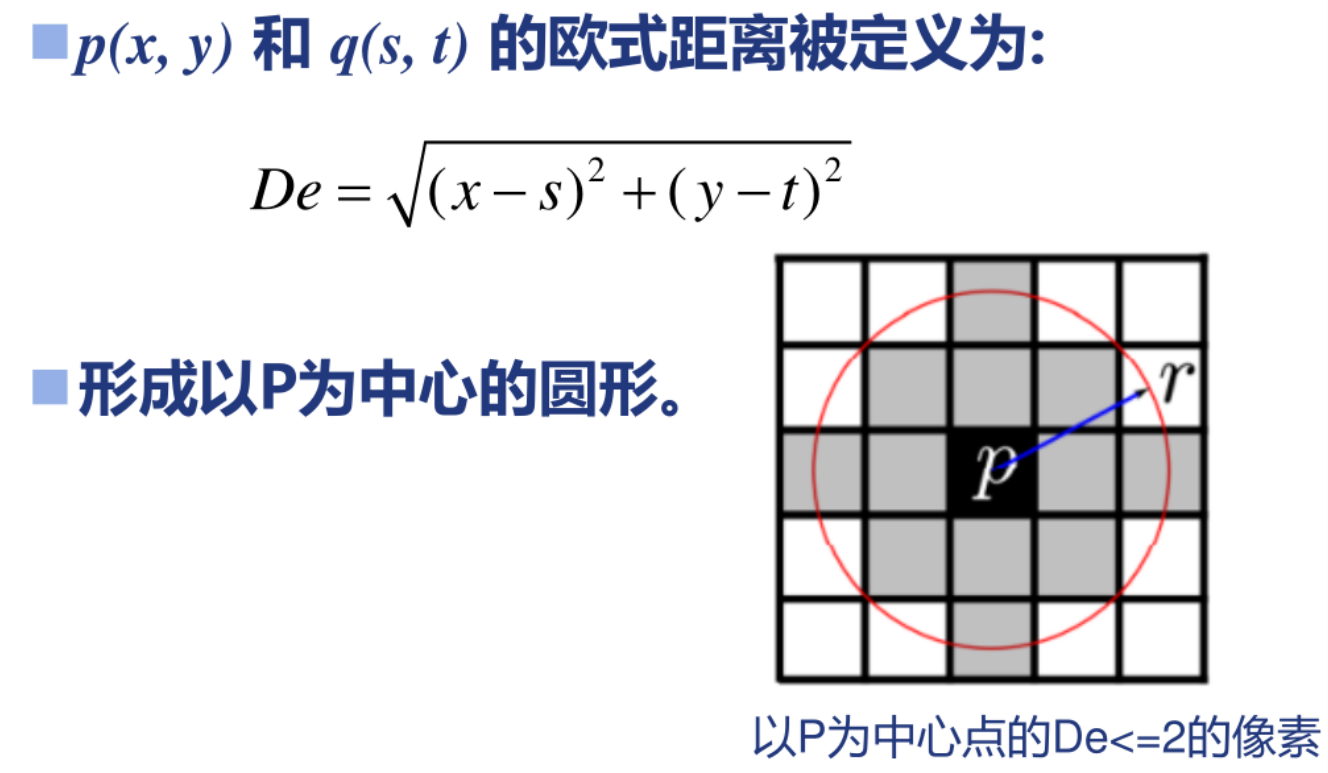 p(x, y) 和 q(s, t) 的欧式距离被定义为:
De = √((x − s)² + (y − t)²)
形成以P为中心的圆形。
r
p
以P为中心点的De<=2的像素